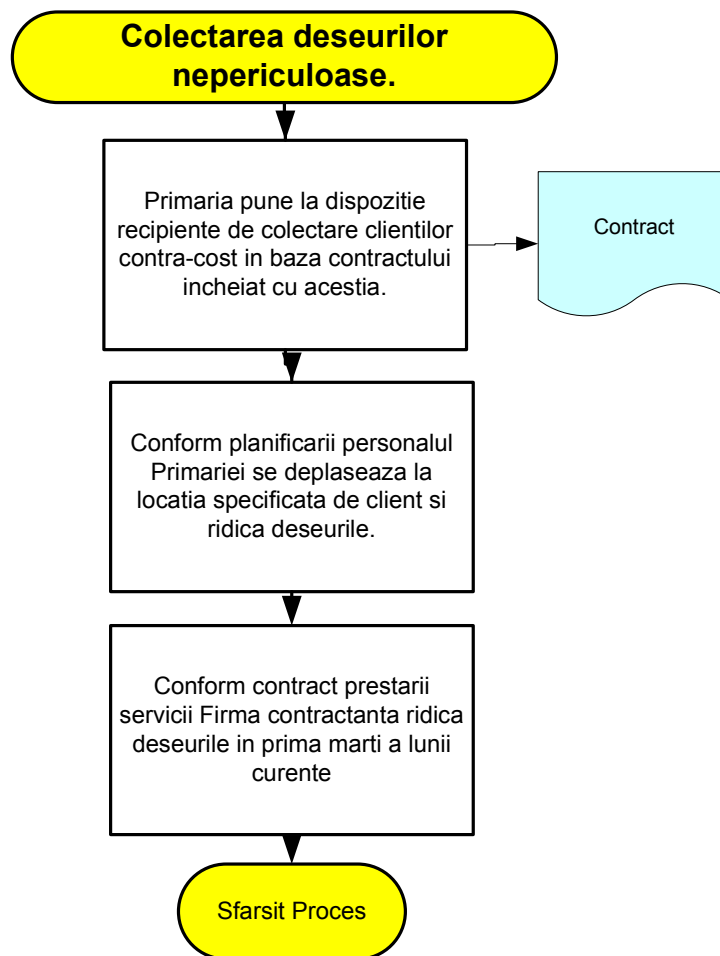 Colectarea deseurilor
nepericuloase.
Primaria pune la dispozitie
recipiente de colectare clientilor
contra-cost in baza contractului
incheiat cu acestia.
Contract
Conform planificarii personalul
Primariei se deplaseaza la
locatia specificata de client si
ridica deseurile.
Conform contract prestarii
servicii Firma contractanta ridica
deseurile in prima marti a lunii
curente
Sfarsit Proces